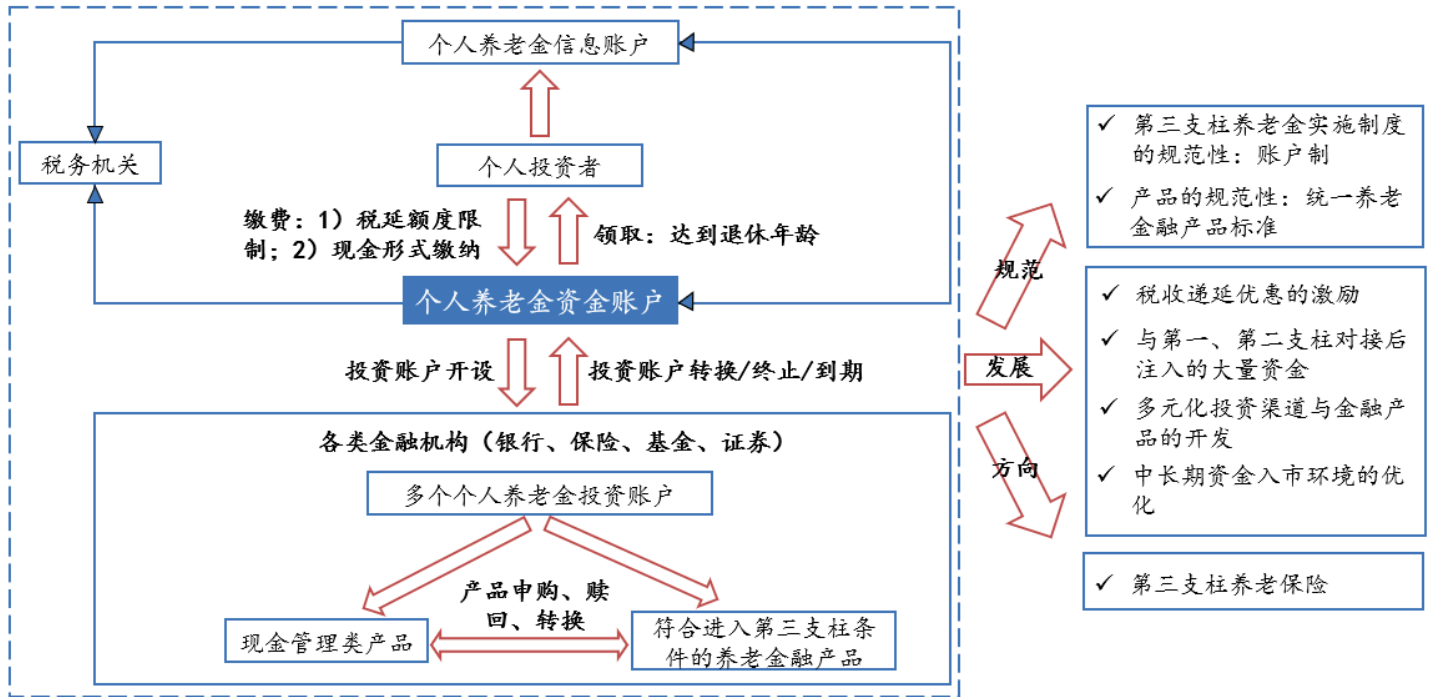 个人养老金信息账户
税务机关
个人投资者
缴费：1）税延额度限
制；2）现金形式缴纳
领取：达到退休年龄
个人养老金资金账户
投资账户开设
投资账户转换/终止/到期
各类金融机构（银行、保险、基金、证券）
多个个人养老金投资账户
产品申购、赎
回、转换
现金管理类产品
符合进入第三支柱条
件的养老金融产品
规范
发展
方向
✓ 第三支柱养老金实施制度
的规范性：账户制
✓ 产品的规范性：统一养老
金融产品标准
✓ 税收递延优惠的激励
✓ 与第一、第二支柱对接后
注入的大量资金
✓ 多元化投资渠道与金融产
品的开发
✓ 中长期资金入市环境的优
化
✓ 第三支柱养老保险